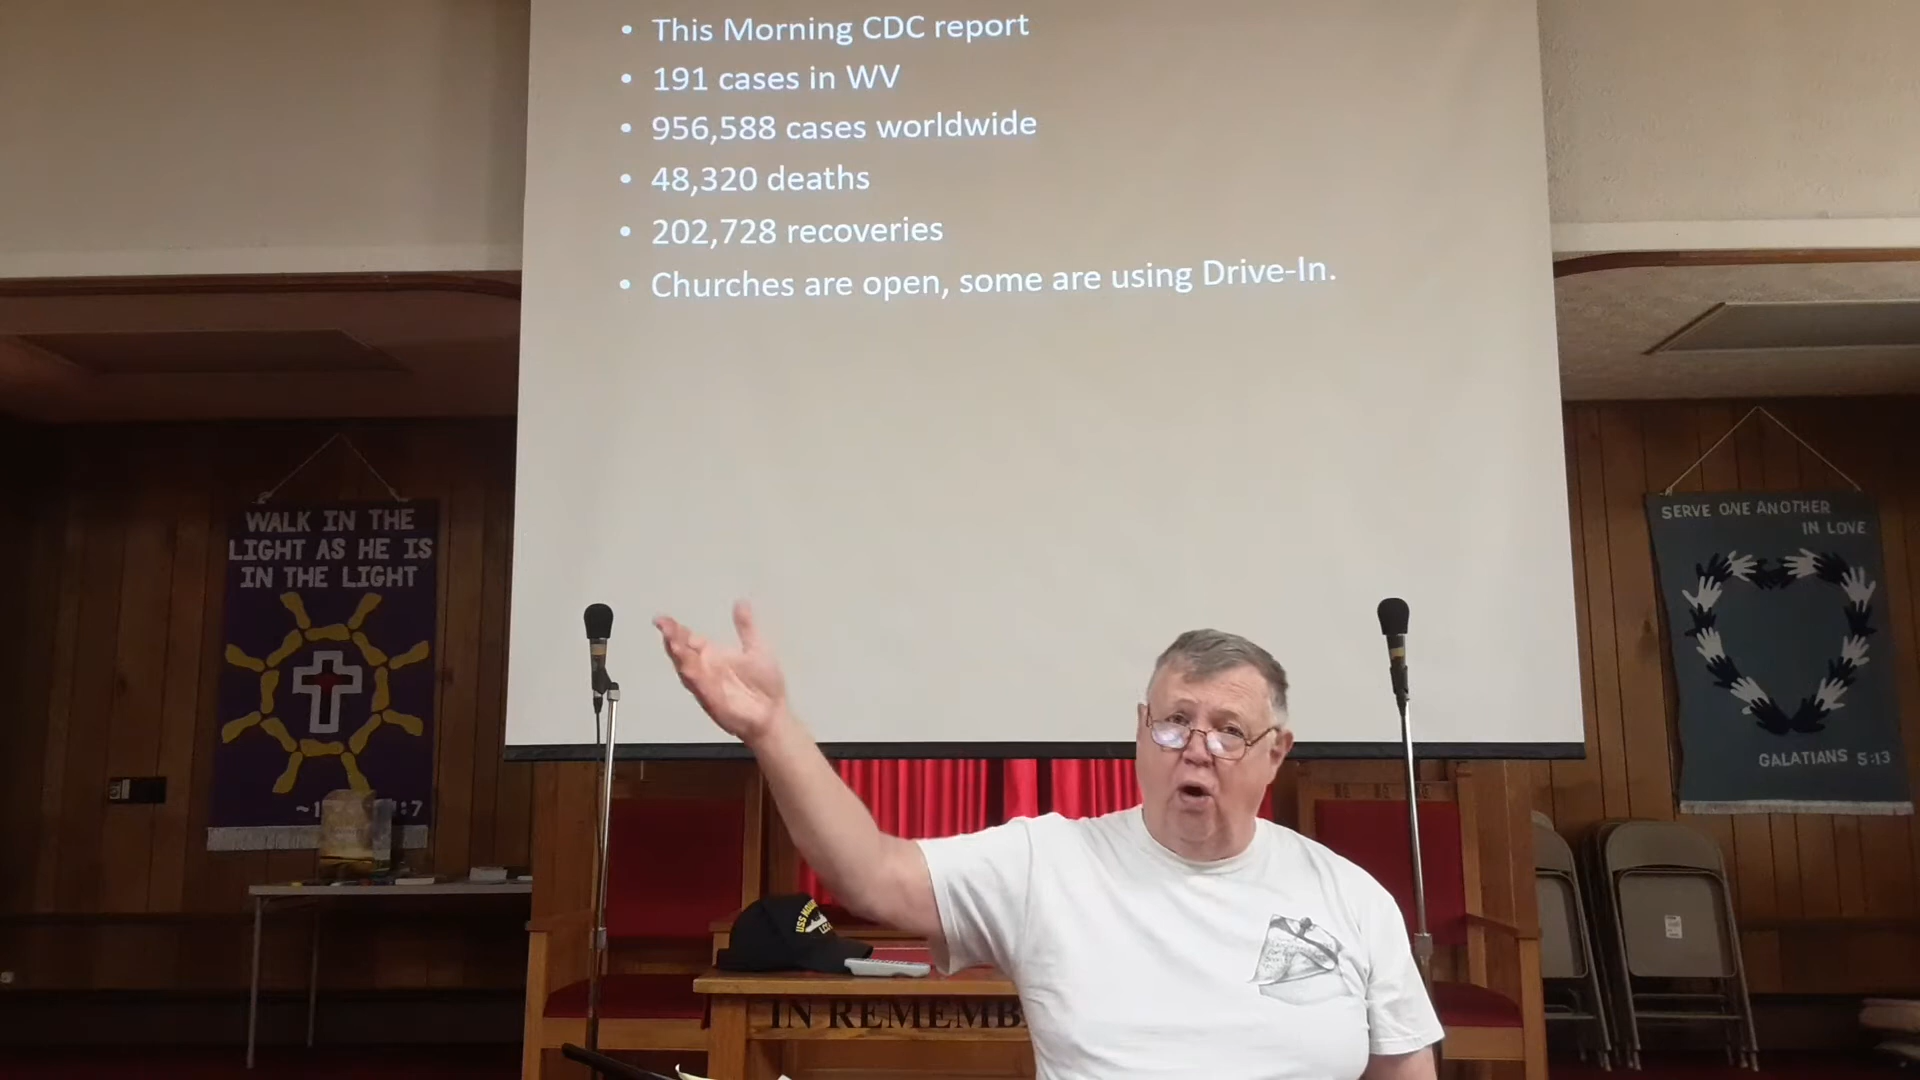 • This Morning CDC report
• 191 cases in WV
• 956,588 cases worldwide
• 48,320 deaths
• 202,728 recoveries
• Churches are open, some are using Drive-In.
WALK IN THE
LIGHT AS HE IS
IN THE LIGHT
SERVE ONE ANOTHER
IN LOVE
GALATIANS 5:13
USS
IN REMEMB